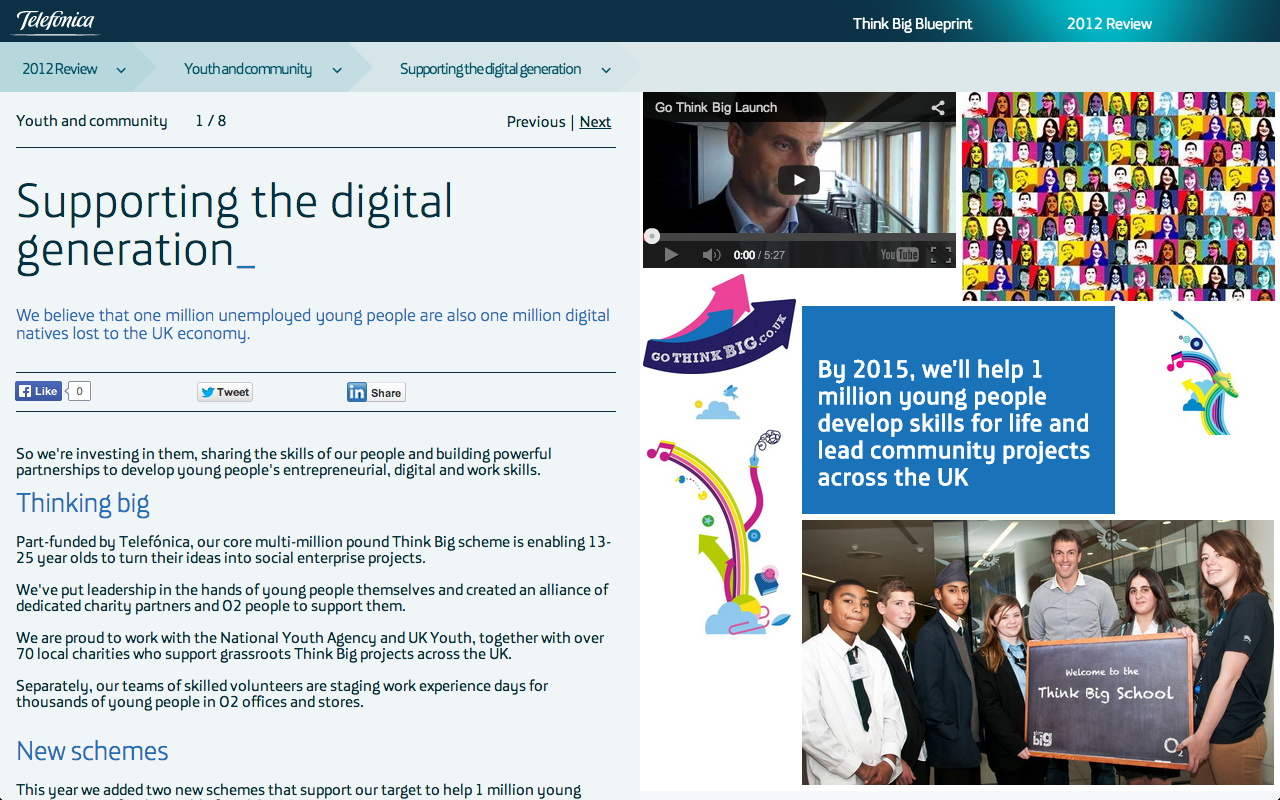 Telefónica
Think Big Blueprint
2012 Review
2012 Review
Youth and community
Supporting the digital generation
Youth and community 1 / 8
Previous | Next
Supporting the digital
generation_
We believe that one million unemployed young people are also one million digital
natives lost to the UK economy.
Like 0
Tweet
in Share
So we're investing in them, sharing the skills of our people and building powerful
partnerships to develop young people's entrepreneurial, digital and work skills.
Thinking big
Part-funded by Telefónica, our core multi-million pound Think Big scheme is enabling 13-
25 year olds to turn their ideas into social enterprise projects.
We've put leadership in the hands of young people themselves and created an alliance of
dedicated charity partners and O2 people to support them.
We are proud to work with the National Youth Agency and UK Youth, together with over
70 local charities who support grassroots Think Big projects across the UK.
Separately, our teams of skilled volunteers are staging work experience days for
thousands of young people in O2 offices and stores.
New schemes
This year we added two new schemes that support our target to help 1 million young
Go Think Big Launch
0:00 / 5:27
YouTube
GO THINK BIG.CO.UK
By 2015, we'll help 1
million young people
develop skills for life and
lead community projects
across the UK
Welcome to the
Think Big School
think
big
O2